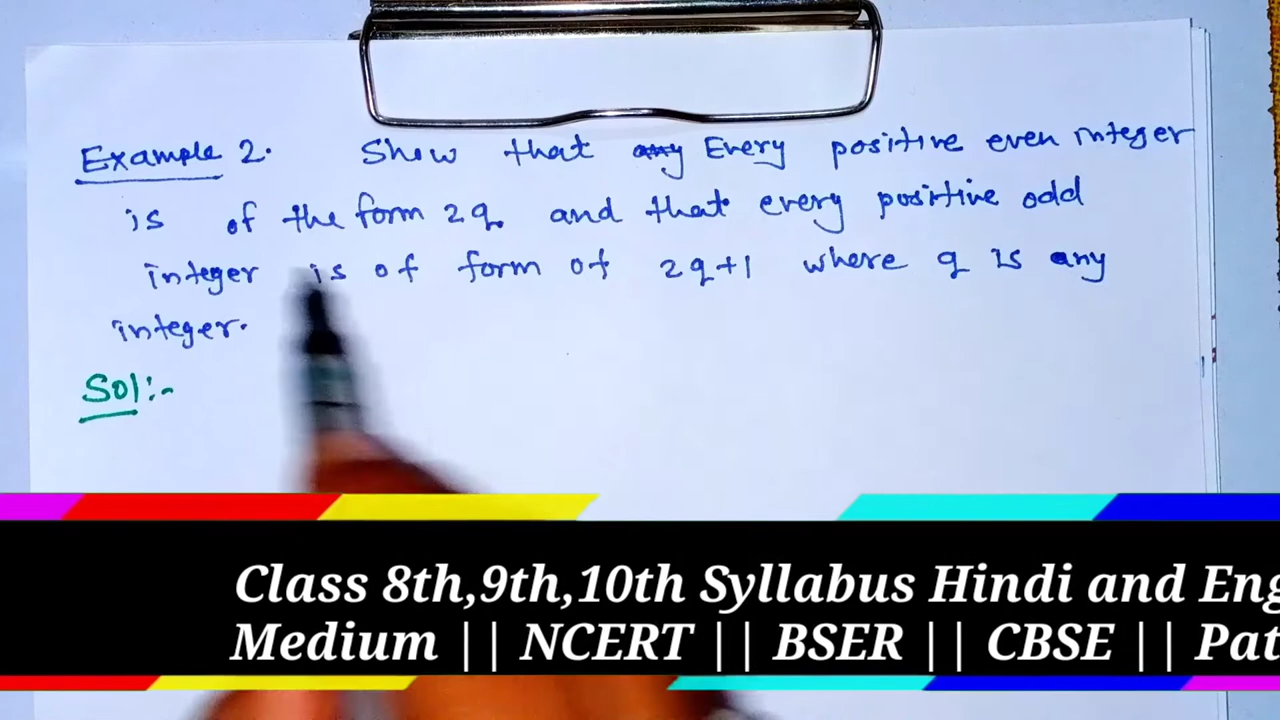 Example 2. Show that any Every positive even integer
is of the form 2q and that every positive odd
integer is of form of 2q+1 where q is any
integer.
Sol:-
Class 8th,9th,10th Syllabus Hindi and Eng
Medium || NCERT || BSER || CBSE || Pat